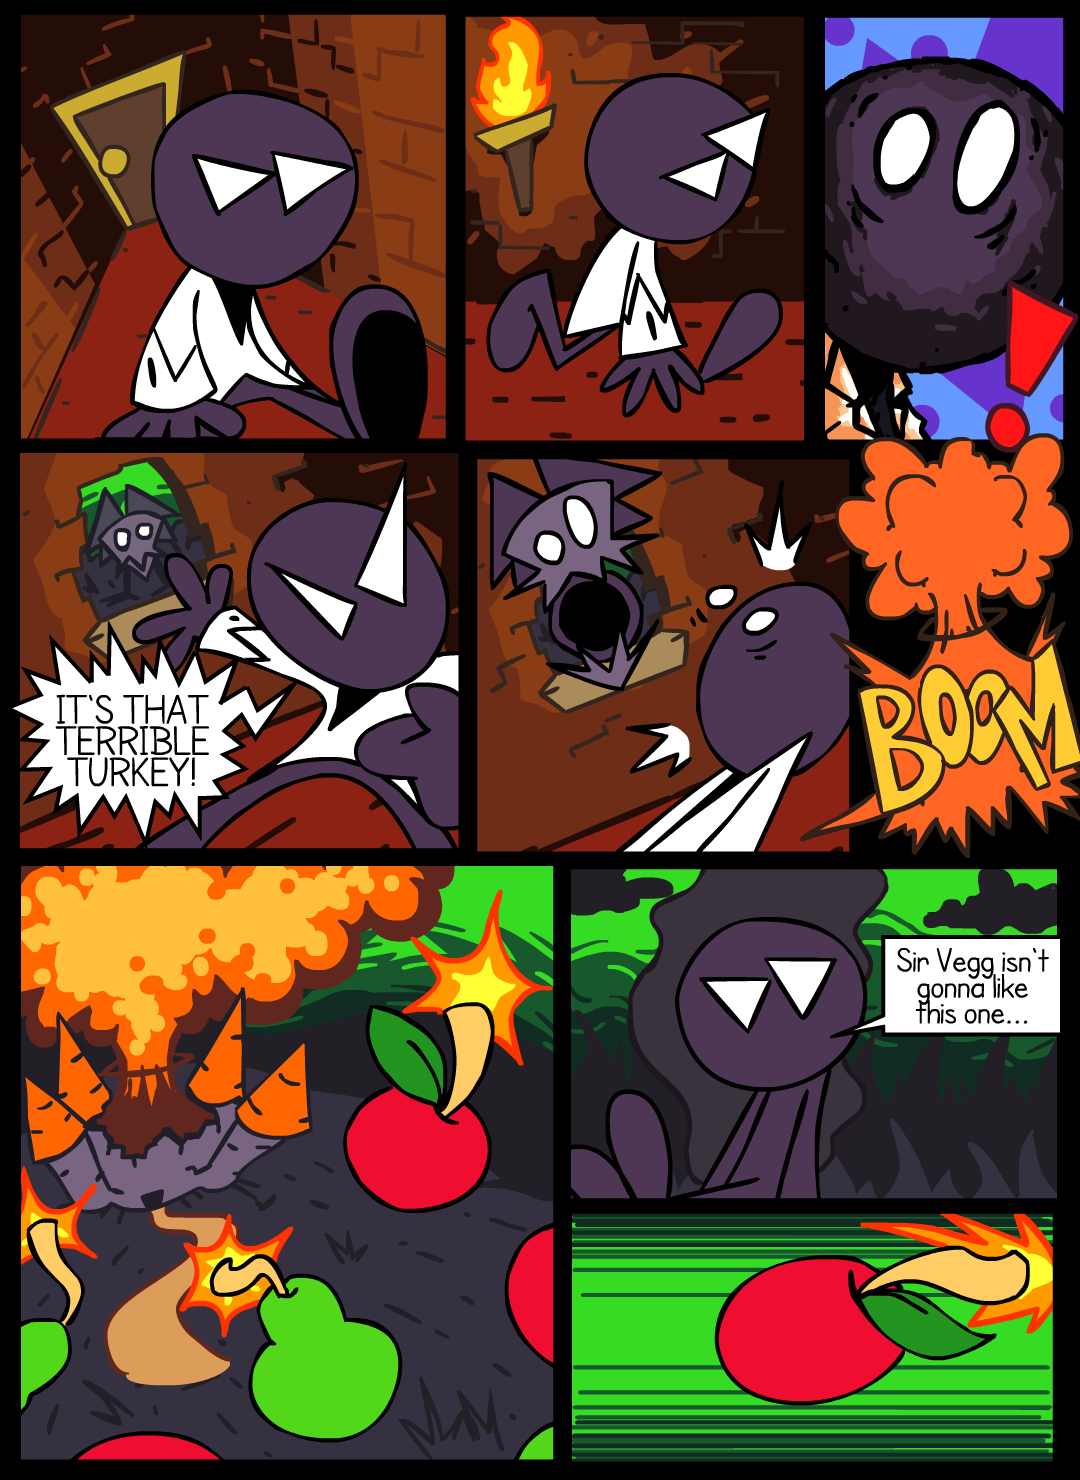 IT'S THAT
TERRIBLE
TURKEY!
BOOM
Sir Vegg isn't
gonna like
this one...